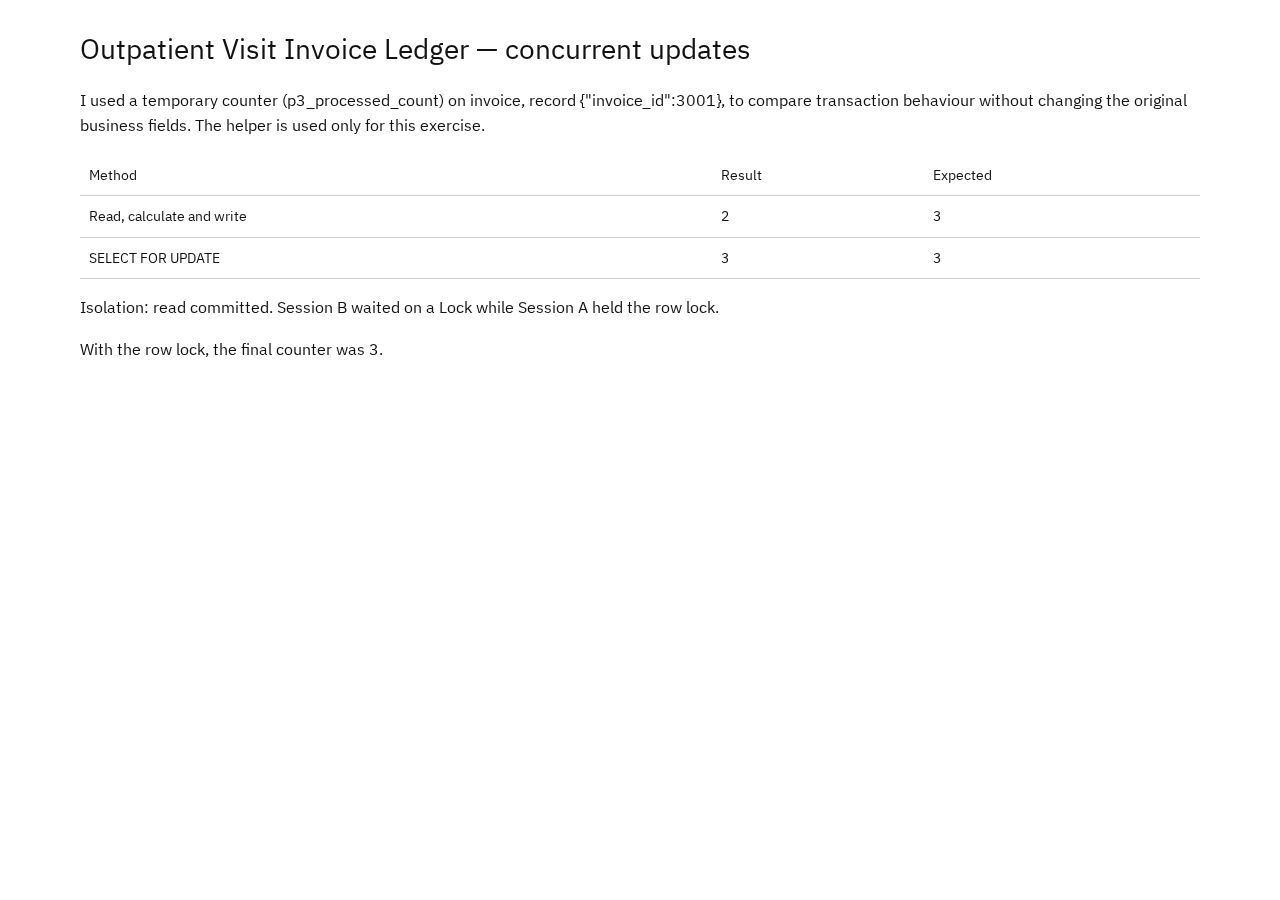 Outpatient Visit Invoice Ledger — concurrent updates
I used a temporary counter (p3_processed_count) on invoice, record {"invoice_id":3001}, to compare transaction behaviour without changing the original
business fields. The helper is used only for this exercise.
Method Result Expected
Read, calculate and write 2 3
SELECT FOR UPDATE 3 3
Isolation: read committed. Session B waited on a Lock while Session A held the row lock.
With the row lock, the final counter was 3.